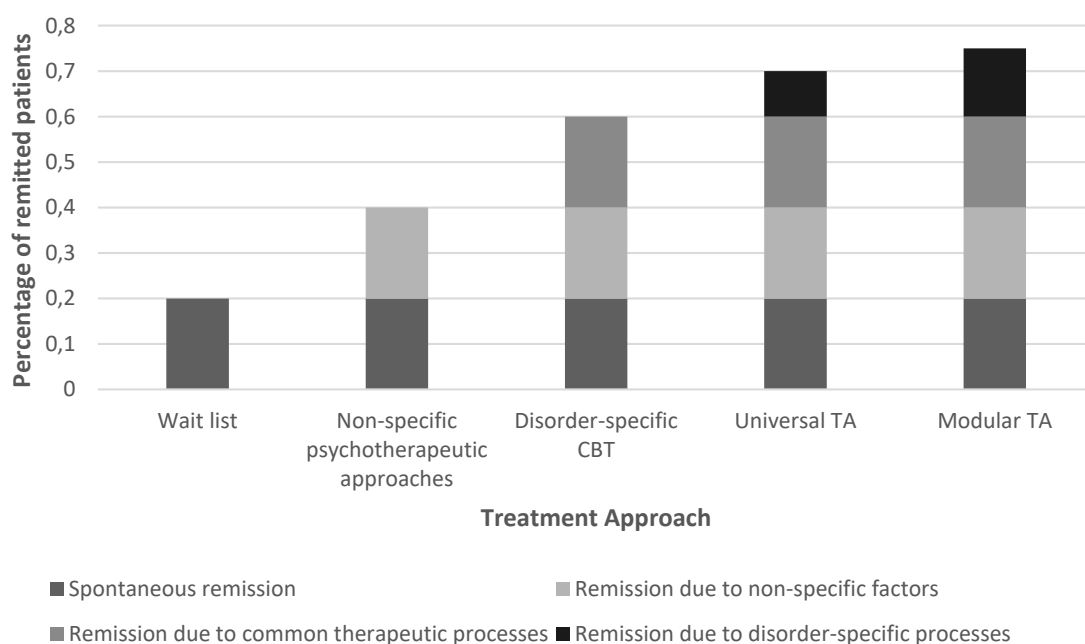 Percentage of remitted patients
0,8
0,7
0,6
0,5
0,4
0,3
0,2
0,1
0
Wait list
Non-specific
psychotherapeutic
approaches
Disorder-specific
CBT
Universal TA
Modular TA
Treatment Approach
Spontaneous remission
Remission due to non-specific factors
Remission due to common therapeutic processes
Remission due to disorder-specific processes